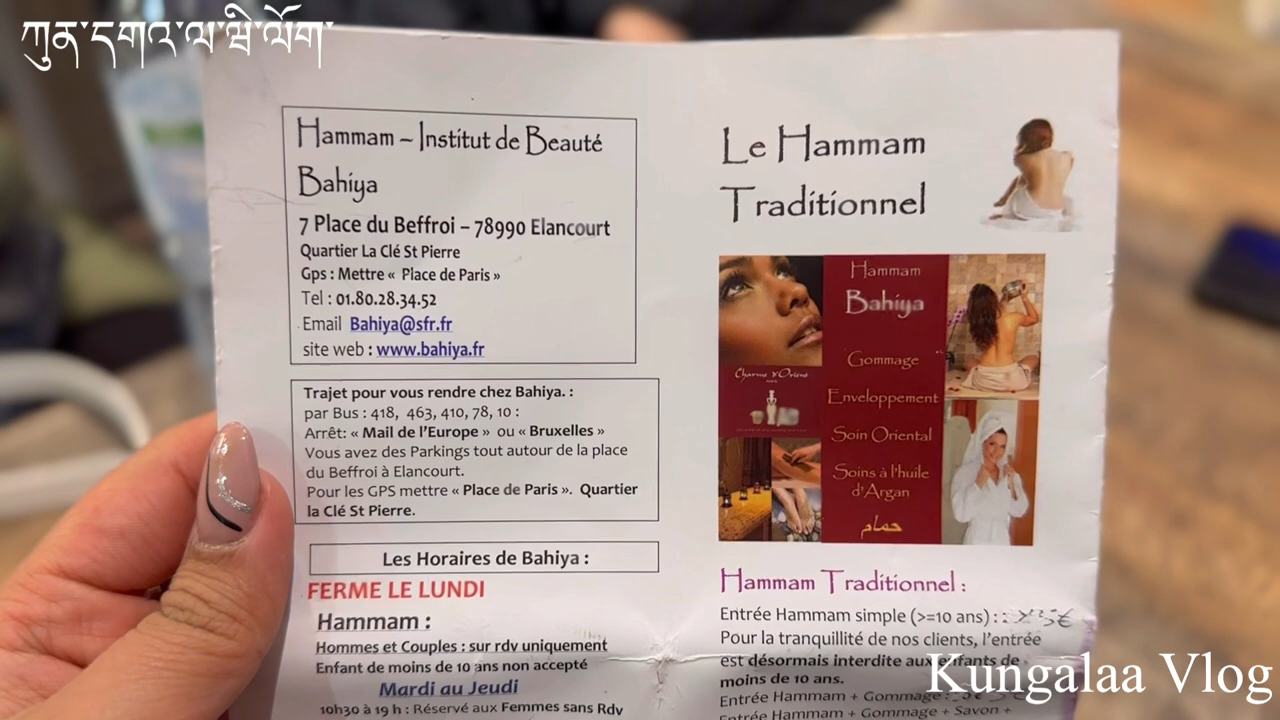 ཀུན་དགའ་ལ་ཝི་ལོག་
Hammam – Institut de Beauté
Bahiya
7 Place du Beffroi – 78990 Elancourt
Quartier La Clé St Pierre
Gps : Mettre « Place de Paris »
Tel : 01.80.28.34.52
Email Bahiya@sfr.fr
site web : www.bahiya.fr
Trajet pour vous rendre chez Bahiya. :
par Bus : 418, 463, 410, 78, 10 :
Arrêt: « Mail de l'Europe » ou « Bruxelles »
Vous avez des Parkings tout autour de la place
du Beffroi à Elancourt.
Pour les GPS mettre « Place de Paris ». Quartier
la Clé St Pierre.
Les Horaires de Bahiya :
FERME LE LUNDI
Hammam :
Hommes et Couples : sur rdv uniquement
Enfant de moins de 10 ans non accepté
Mardi au Jeudi
10h30 à 19 h : Réservé aux Femmes sans Rdv
Le Hammam
Traditionnel
Hammam
Bahiya
Gommage
Enveloppement
Soin Oriental
Soins à l'huile
d'Argan
حمام
Charme d'Orient
PARIS
Hammam Traditionnel :
Entrée Hammam simple (>=10 ans) : :
Pour la tranquillité de nos clients, l'entrée
est désormais interdite aux enfants de
moins de 10 ans.
Entrée Hammam + Gommage :
Entrée Hammam + Gommage + Savon +
Kungalaa Vlog